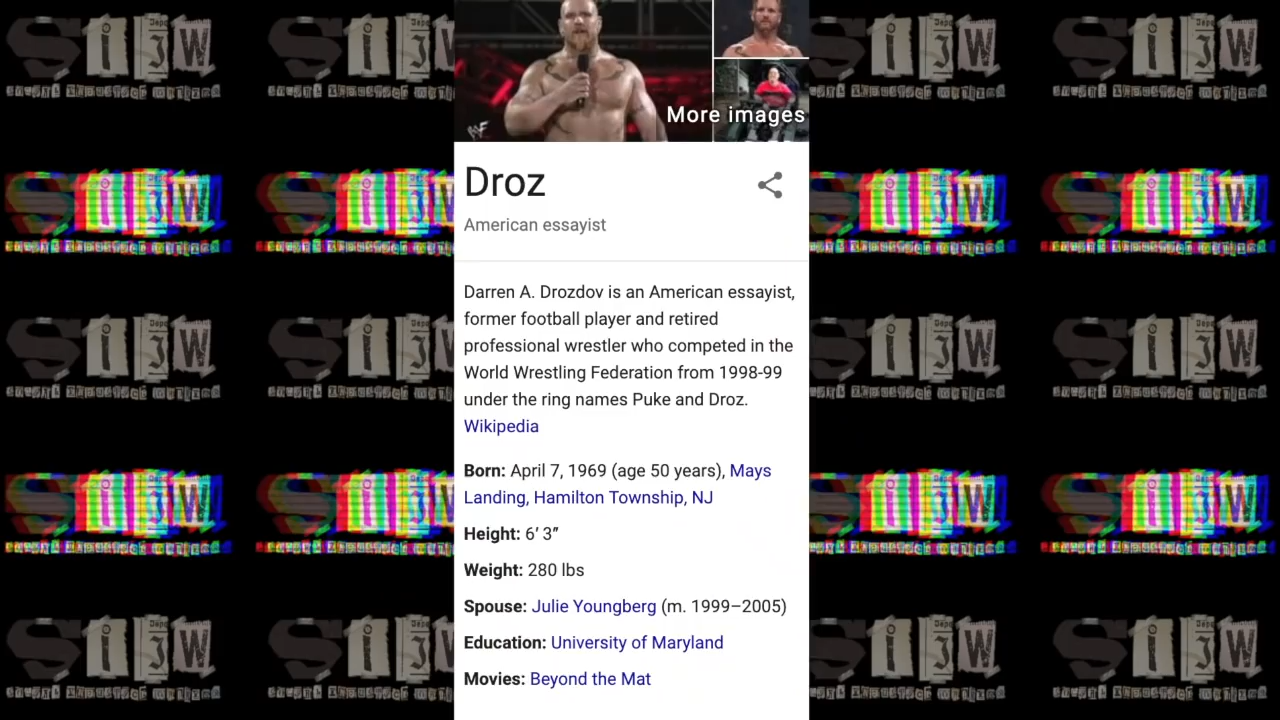 More images
Droz
American essayist
Darren A. Drozdov is an American essayist,
former football player and retired
professional wrestler who competed in the
World Wrestling Federation from 1998-99
under the ring names Puke and Droz.
Wikipedia
Born: April 7, 1969 (age 50 years), Mays
Landing, Hamilton Township, NJ
Height: 6′ 3″
Weight: 280 lbs
Spouse: Julie Youngberg (m. 1999–2005)
Education: University of Maryland
Movies: Beyond the Mat